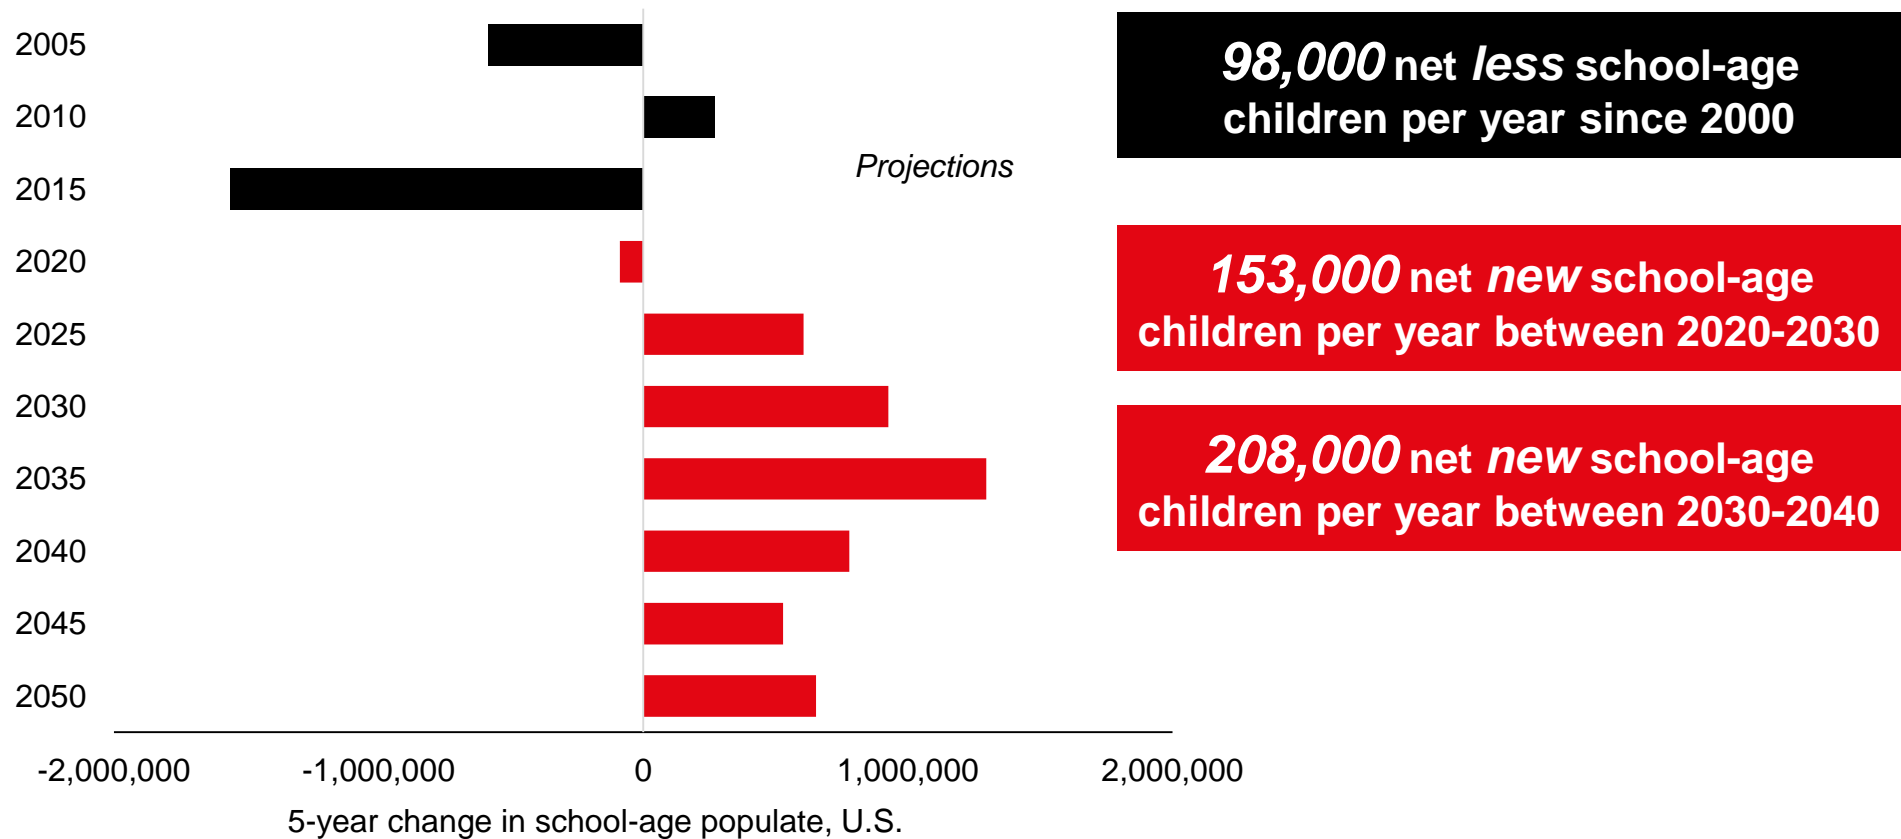 2005
2010
2015
2020
2025
2030
2035
2040
2045
2050
Projections
-2,000,000
-1,000,000
0
1,000,000
2,000,000
5-year change in school-age populate, U.S.
98,000 net less school-age
children per year since 2000
153,000 net new school-age
children per year between 2020-2030
208,000 net new school-age
children per year between 2030-2040